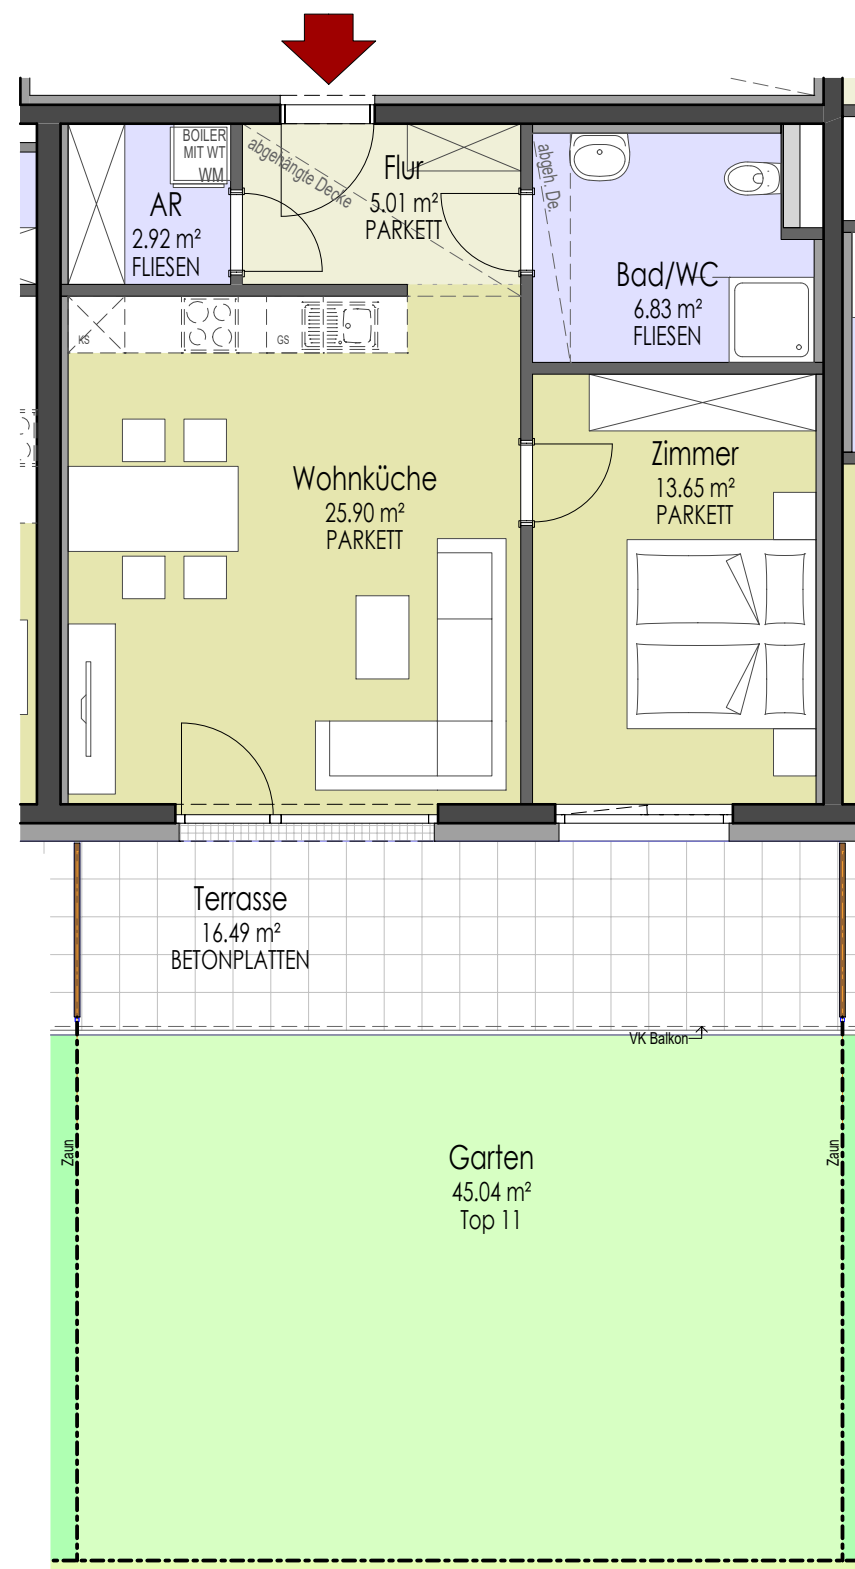 BOILER
MIT WT
WM
AR
2.92 m²
FLIESEN
abgehängte Decke
Flur
5.01 m²
PARKETT
abgeh. De.
Bad/WC
6.83 m²
FLIESEN
KS
GS
Wohnküche
25.90 m²
PARKETT
Zimmer
13.65 m²
PARKETT
Terrasse
16.49 m²
BETONPLATTEN
VK Balkon
Zaun
Zaun
Garten
45.04 m²
Top 11